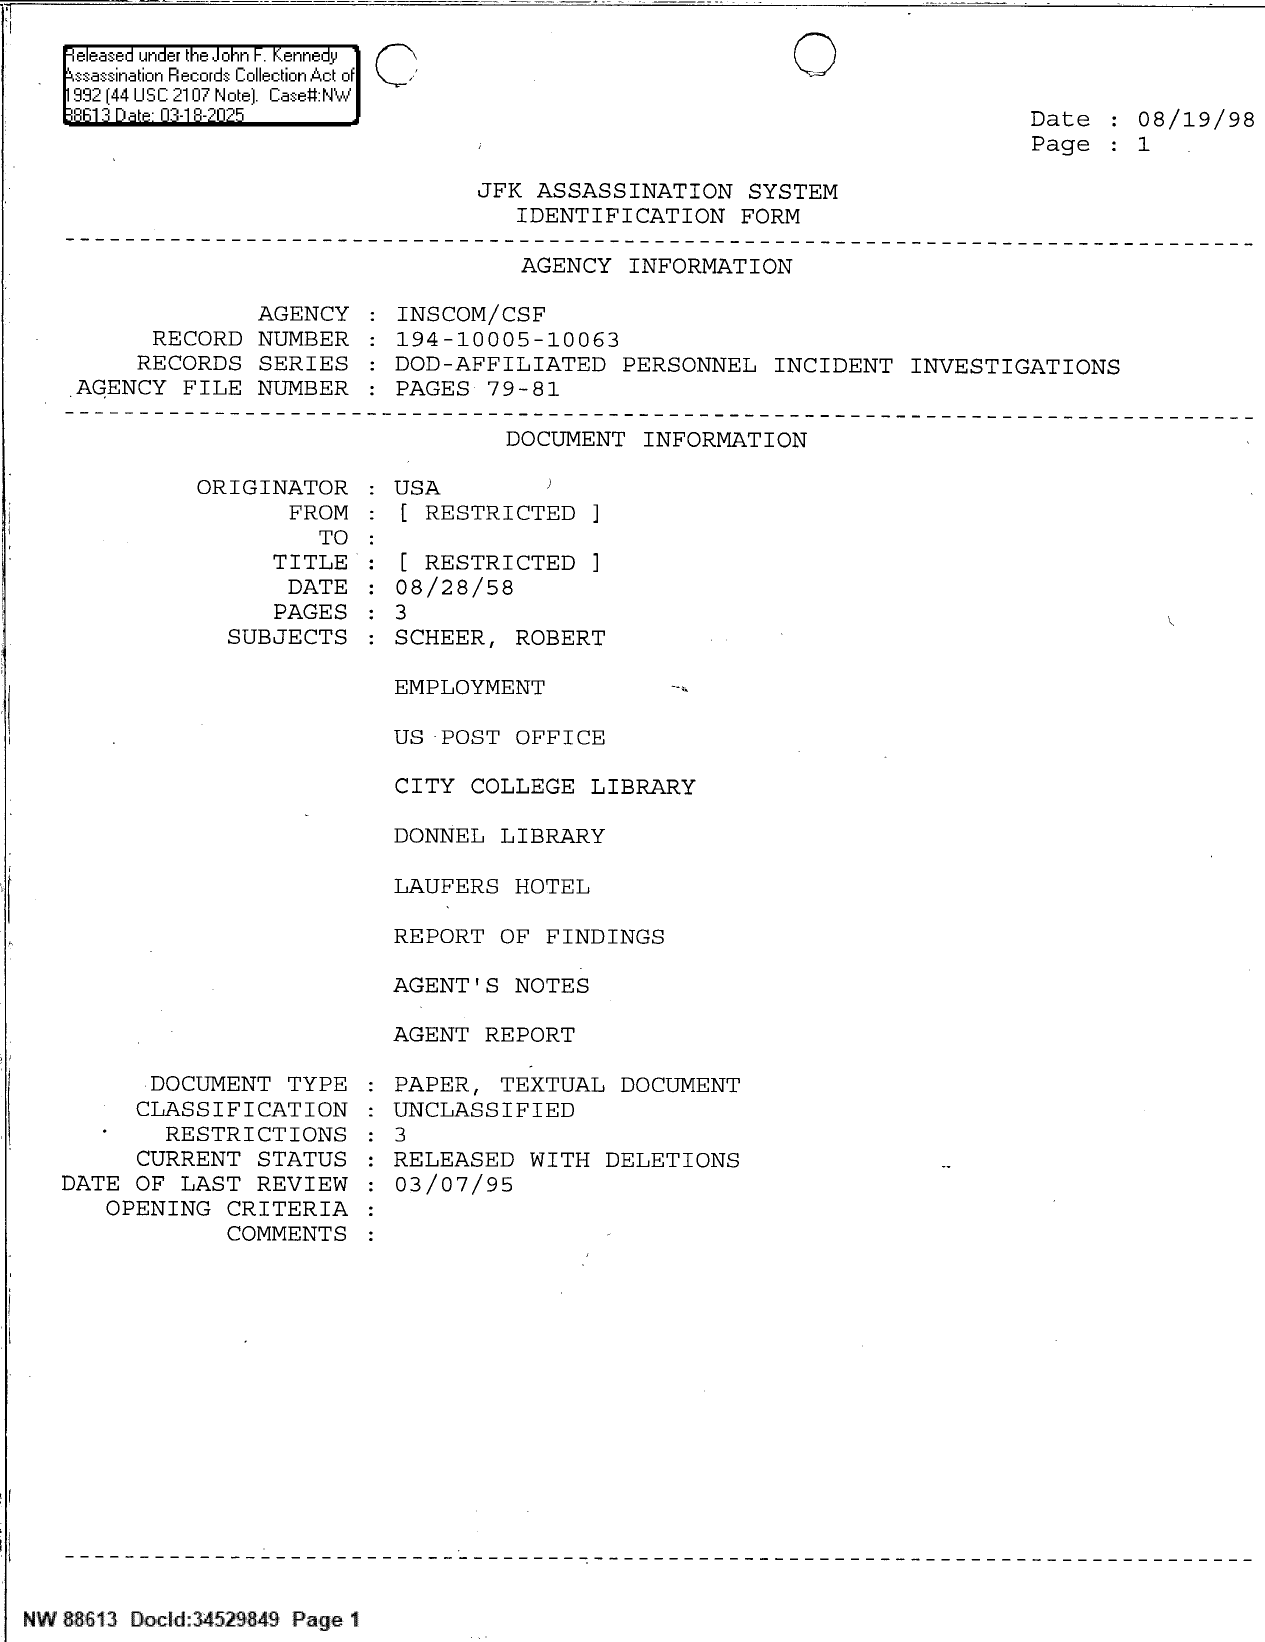 Released under the John F. Kennedy
Assassination Records Collection Act of
1992 (44 USC 2107 Note). Case#:NW
88613 Date: 03-18-2025
Date : 08/19/98
Page : 1
JFK ASSASSINATION SYSTEM
IDENTIFICATION FORM
--------------------------------------------------------------------------------
AGENCY INFORMATION
AGENCY : INSCOM/CSF
RECORD NUMBER : 194-10005-10063
RECORDS SERIES : DOD-AFFILIATED PERSONNEL INCIDENT INVESTIGATIONS
AGENCY FILE NUMBER : PAGES 79-81
--------------------------------------------------------------------------------
DOCUMENT INFORMATION
ORIGINATOR : USA
FROM : [ RESTRICTED ]
TO :
TITLE : [ RESTRICTED ]
DATE : 08/28/58
PAGES : 3
SUBJECTS : SCHEER, ROBERT
EMPLOYMENT
US POST OFFICE
CITY COLLEGE LIBRARY
DONNEL LIBRARY
LAUFERS HOTEL
REPORT OF FINDINGS
AGENT'S NOTES
AGENT REPORT
DOCUMENT TYPE : PAPER, TEXTUAL DOCUMENT
CLASSIFICATION : UNCLASSIFIED
RESTRICTIONS : 3
CURRENT STATUS : RELEASED WITH DELETIONS
DATE OF LAST REVIEW : 03/07/95
OPENING CRITERIA :
COMMENTS :
--------------------------------------------------------------------------------
NW 88613 DocId:34529849 Page 1